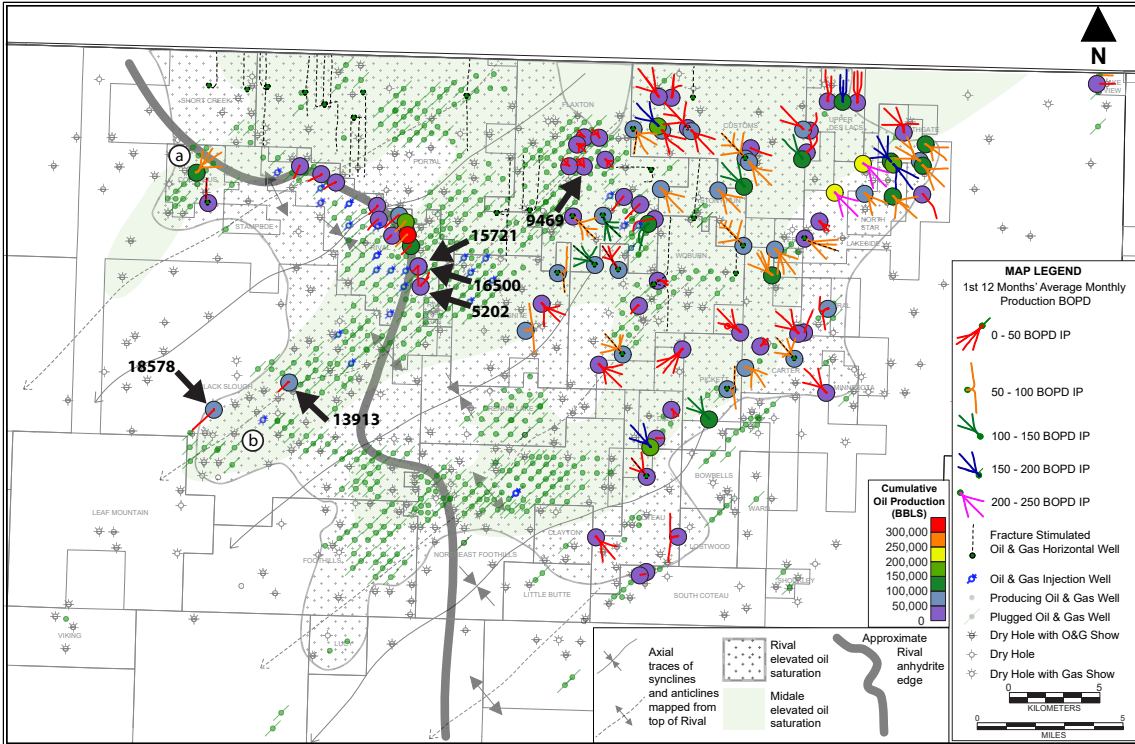 N
SHORT CREEK
FLAXTON
CUSTOMS
UPPER
DES LACS
PORTAL
STAMPEDE
NORTH
STAR
LAKESIDE
WOBURN
a
9469
15721
16500
5202
18578
13913
b
BLACK SLOUGH
RENNIE LAKE
CARTER
MINNESOTA
BOWBELLS
WARD
LEAF MOUNTAIN
CLAYTON
NORTHEAST FOOTHILLS
LOSTWOOD
FOOTHILLS
LITTLE BUTTE
SOUTH COTEAU
VIKING
LUCY
MAP LEGEND
1st 12 Months’ Average Monthly
Production BOPD
0 - 50 BOPD IP
50 - 100 BOPD IP
100 - 150 BOPD IP
150 - 200 BOPD IP
200 - 250 BOPD IP
Fracture Stimulated
Oil & Gas Horizontal Well
Oil & Gas Injection Well
Producing Oil & Gas Well
Plugged Oil & Gas Well
Dry Hole with O&G Show
Dry Hole
Dry Hole with Gas Show
0 5
KILOMETERS
0 5
MILES
Cumulative
Oil Production
(BBLS)
300,000
250,000
200,000
150,000
100,000
50,000
0
Axial
traces of
synclines
and anticlines
mapped from
top of Rival
Rival
elevated oil
saturation
Midale
elevated oil
saturation
Approximate
Rival
anhydrite
edge